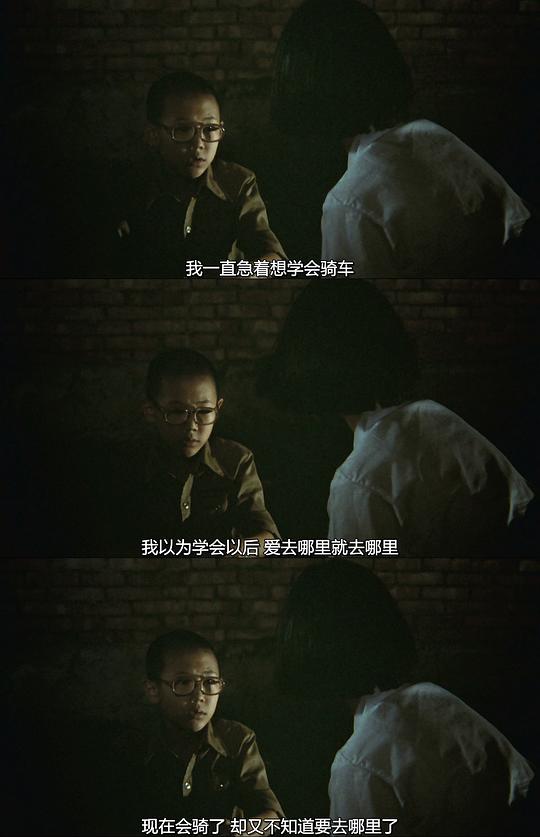 我一直急着想学会骑车
我以为学会以后 爱去哪里就去哪里
现在会骑了 却又不知道要去哪里了